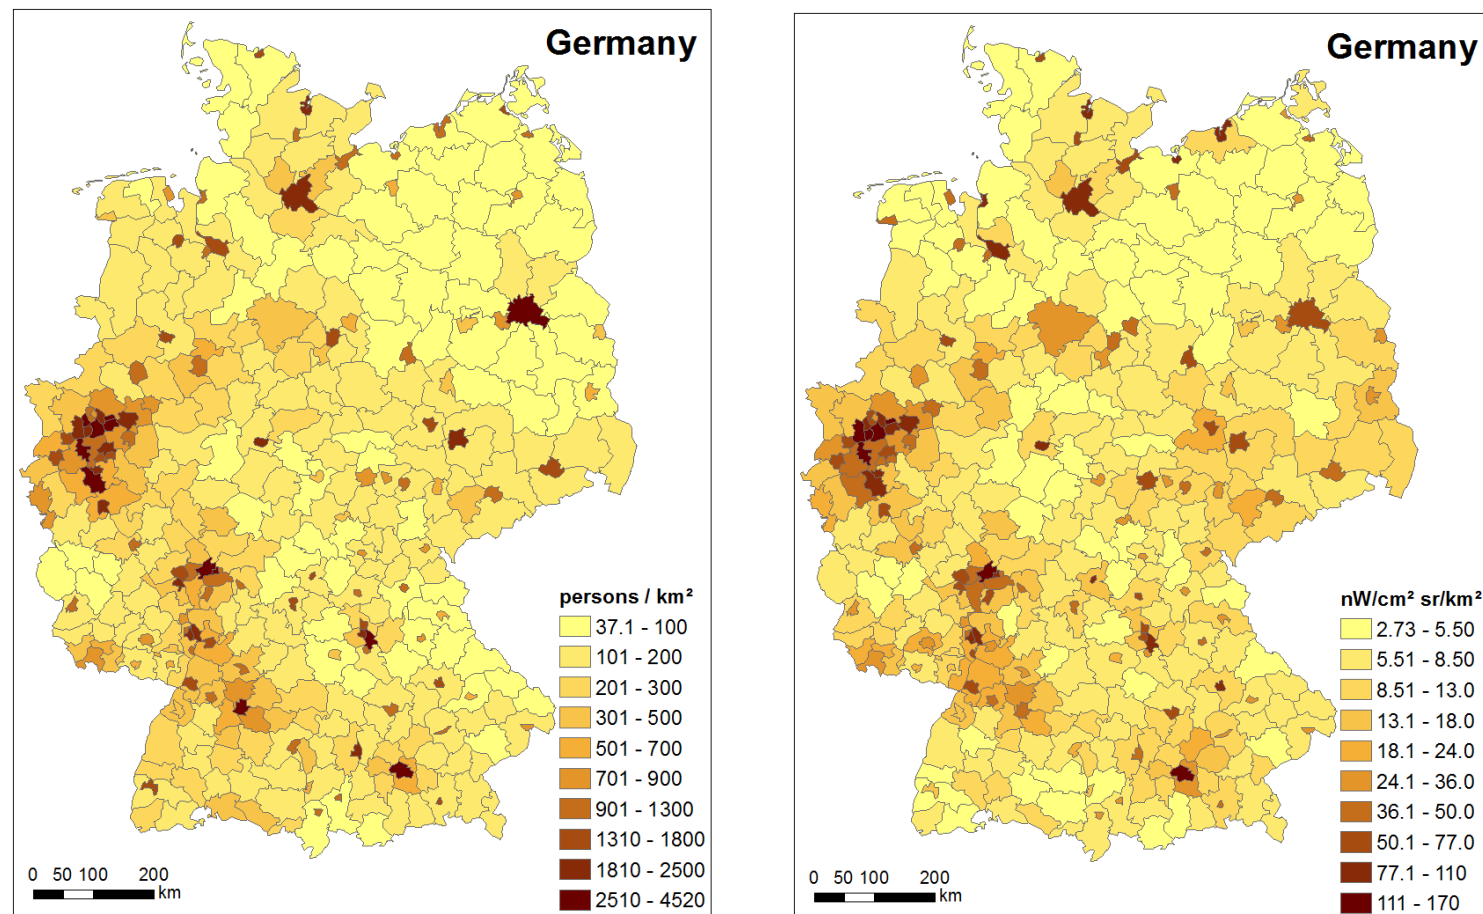 Germany
persons / km²
37.1 - 100
101 - 200
201 - 300
301 - 500
501 - 700
701 - 900
901 - 1300
1310 - 1800
1810 - 2500
2510 - 4520
0 50 100 200
km
Germany
nW/cm² sr/km²
2.73 - 5.50
5.51 - 8.50
8.51 - 13.0
13.1 - 18.0
18.1 - 24.0
24.1 - 36.0
36.1 - 50.0
50.1 - 77.0
77.1 - 110
111 - 170
0 50 100 200
km